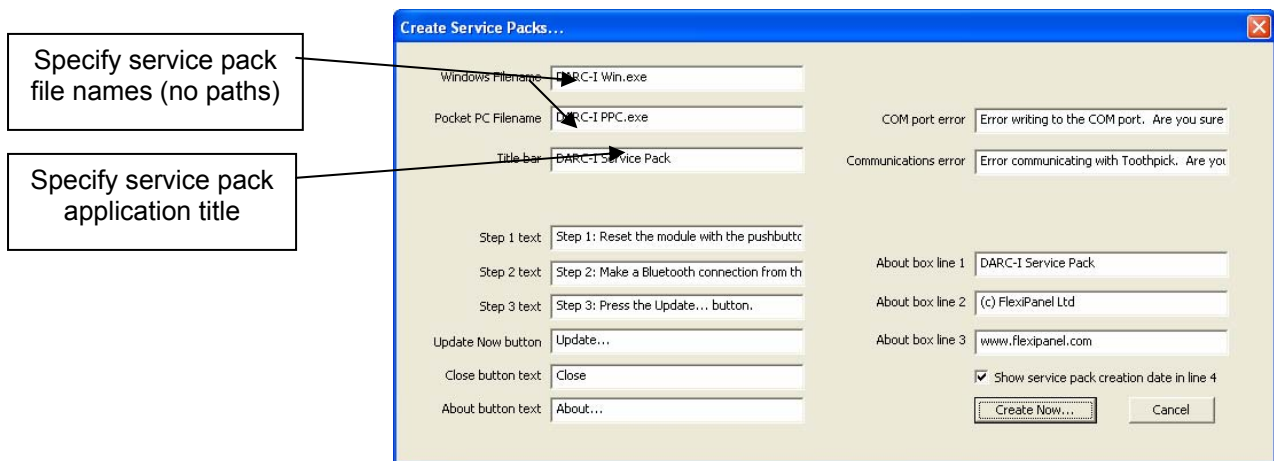 Create Service Packs...
Specify service pack
file names (no paths)
Specify service pack
application title
Windows Filename DARC-I Win.exe
Pocket PC Filename DARC-I PPC.exe
Title bar DARC-I Service Pack
COM port error Error writing to the COM port. Are you sure
Communications error Error communicating with Toothpick. Are you
Step 1 text Step 1: Reset the module with the pushbutto
Step 2 text Step 2: Make a Bluetooth connection from th
Step 3 text Step 3: Press the Update... button.
Update Now button Update...
Close button text Close
About button text About...
About box line 1 DARC-I Service Pack
About box line 2 (c) FlexiPanel Ltd
About box line 3 www.flexipanel.com
Show service pack creation date in line 4
Create Now... Cancel